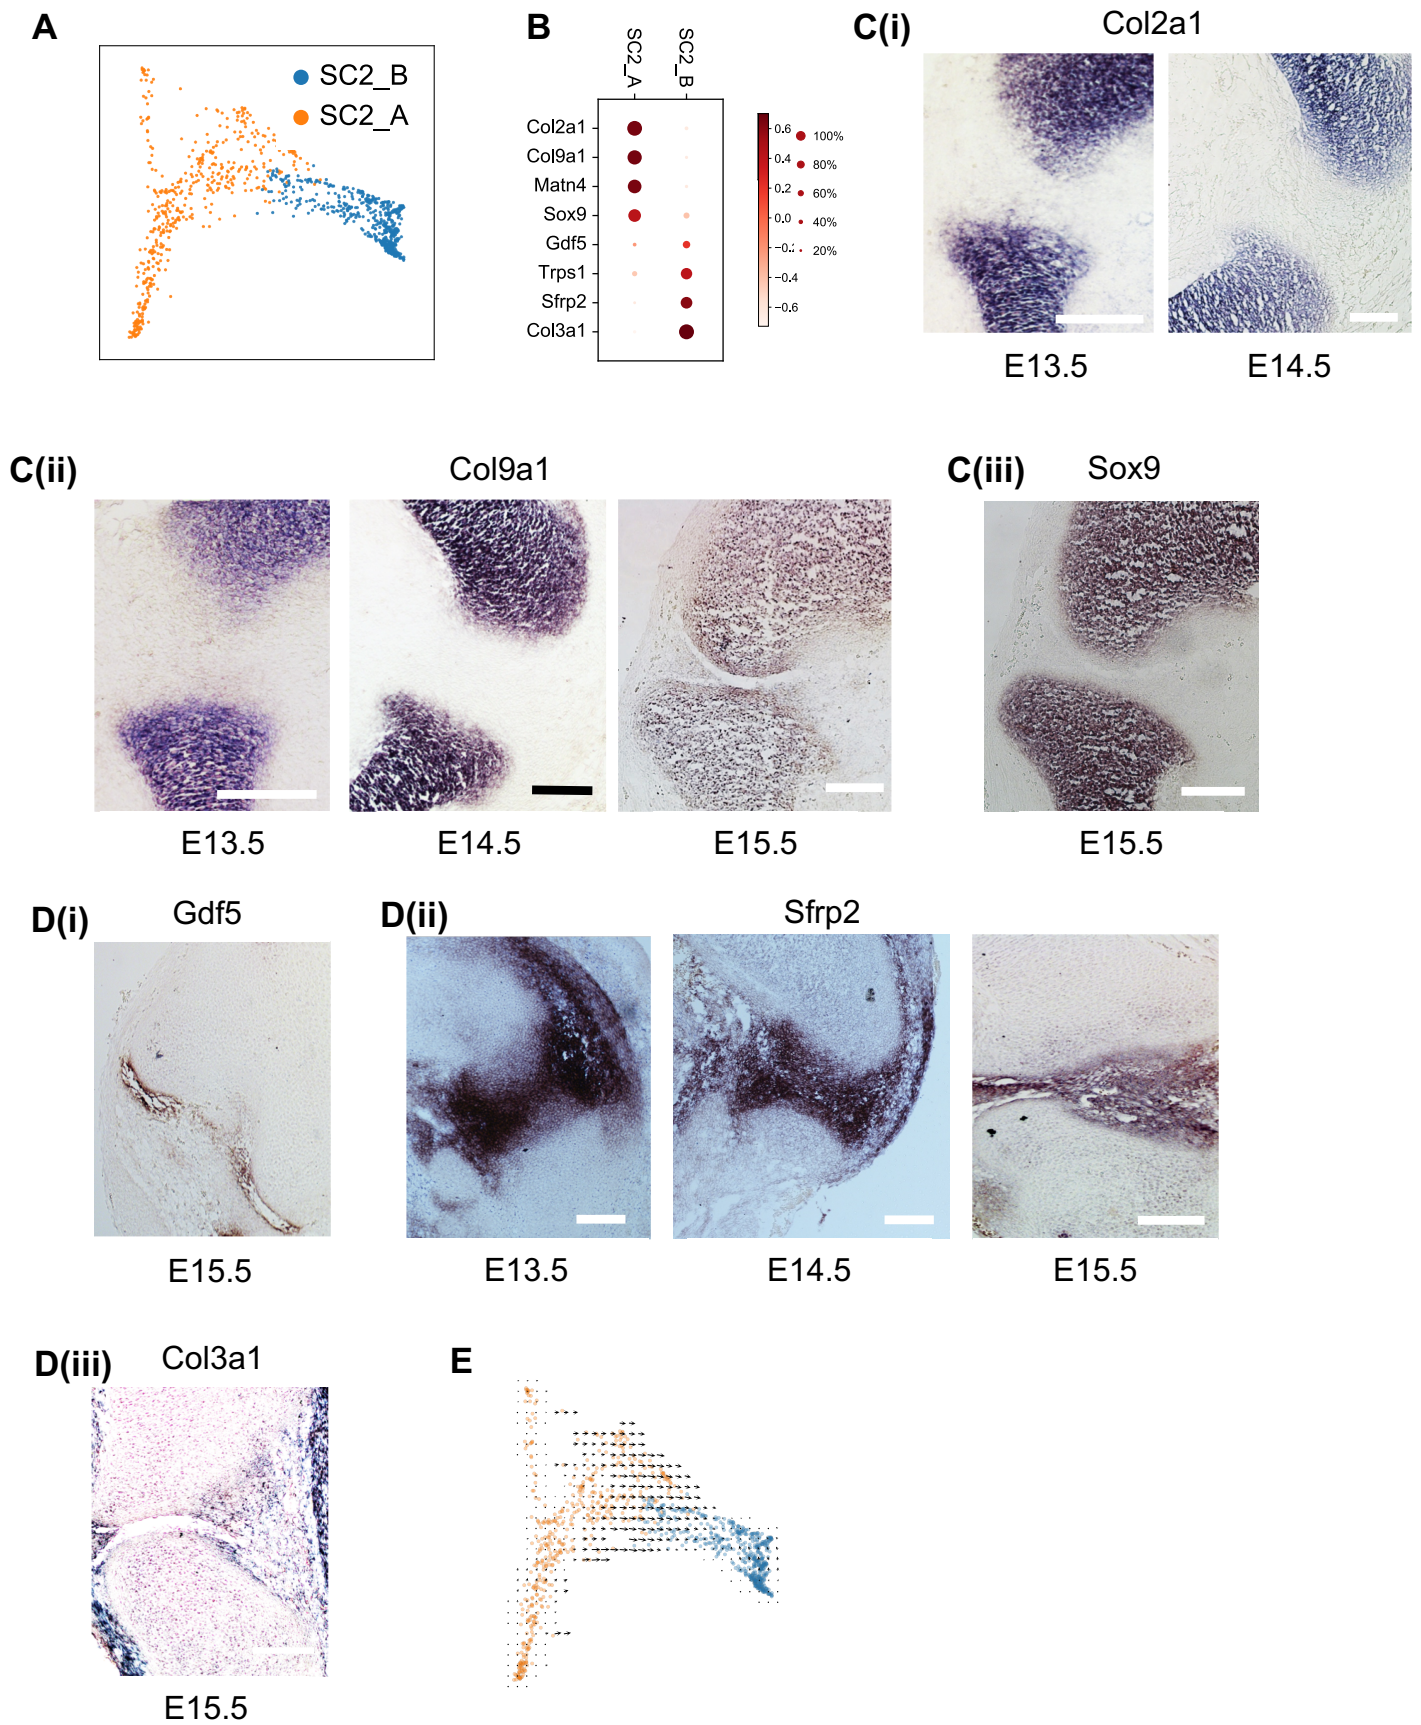 A
SC2_B
SC2_A
B
SC2_A
SC2_B
Col2a1
Col9a1
Matn4
Sox9
Gdf5
Trps1
Sfrp2
Col3a1
0.6
0.4
0.2
0.0
−0.4
−0.6
100%
80%
60%
40%
20%
C(i)
Col2a1
E13.5
E14.5
C(ii)
Col9a1
E13.5
E14.5
E15.5
C(iii)
Sox9
E15.5
D(i)
Gdf5
E15.5
D(ii)
Sfrp2
E13.5
E14.5
E15.5
D(iii)
Col3a1
E15.5
E